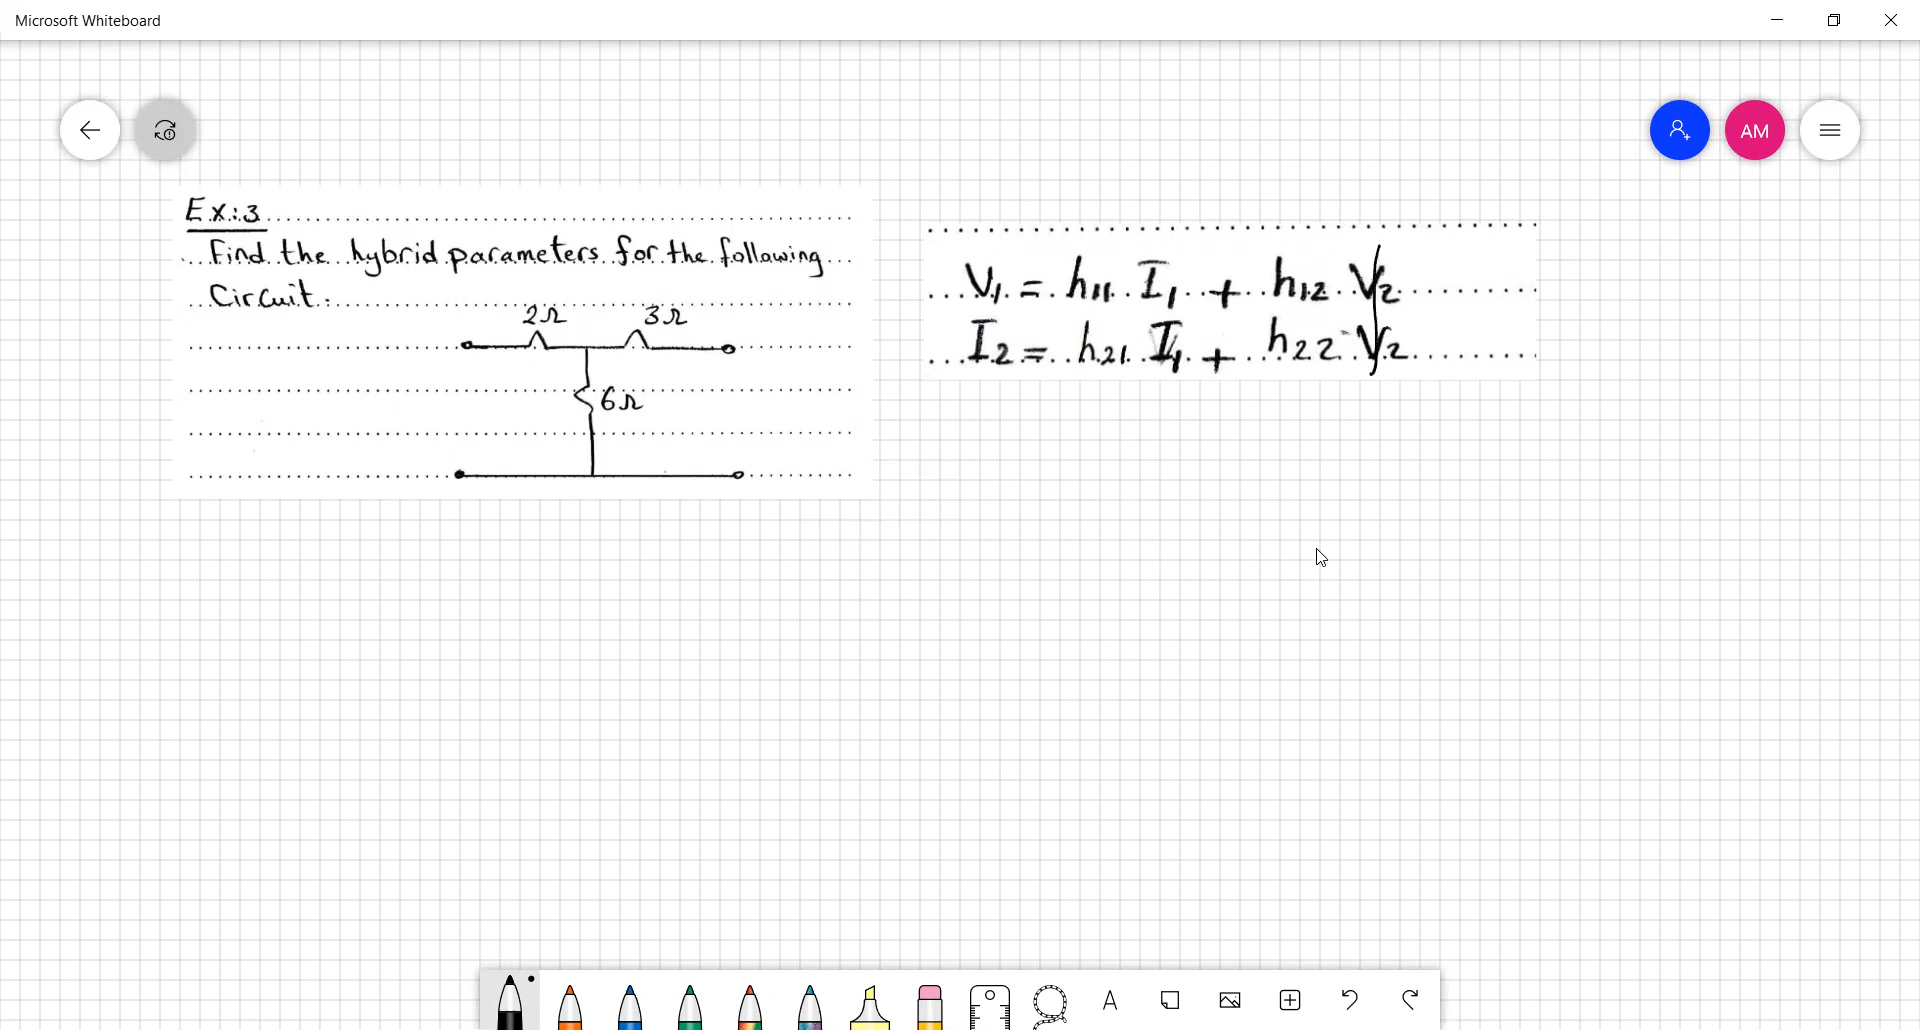 Microsoft Whiteboard
AM
Ex:3
Find the hybrid parameters for the following
Circuit.
2Ω 3Ω
6Ω
V1 = h11 I1 + h12 V2
I2 = h21 I1 + h22 V2